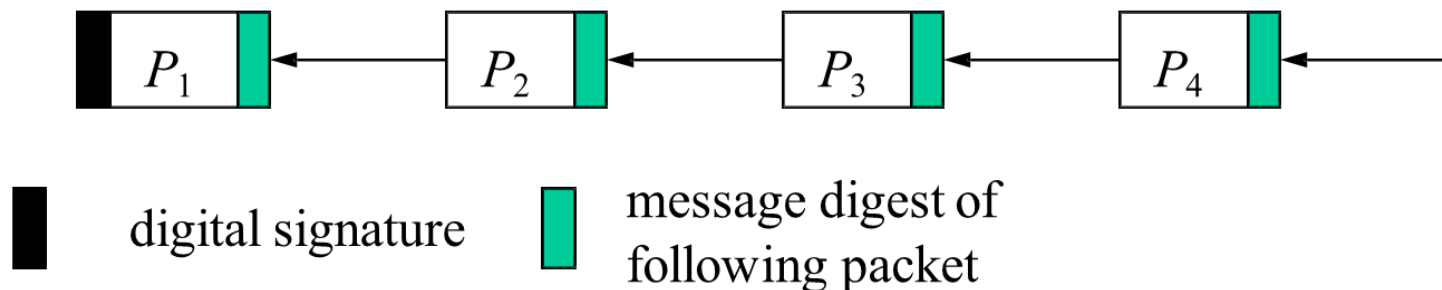 P₁ P₂ P₃ P₄
digital signature
message digest of
following packet